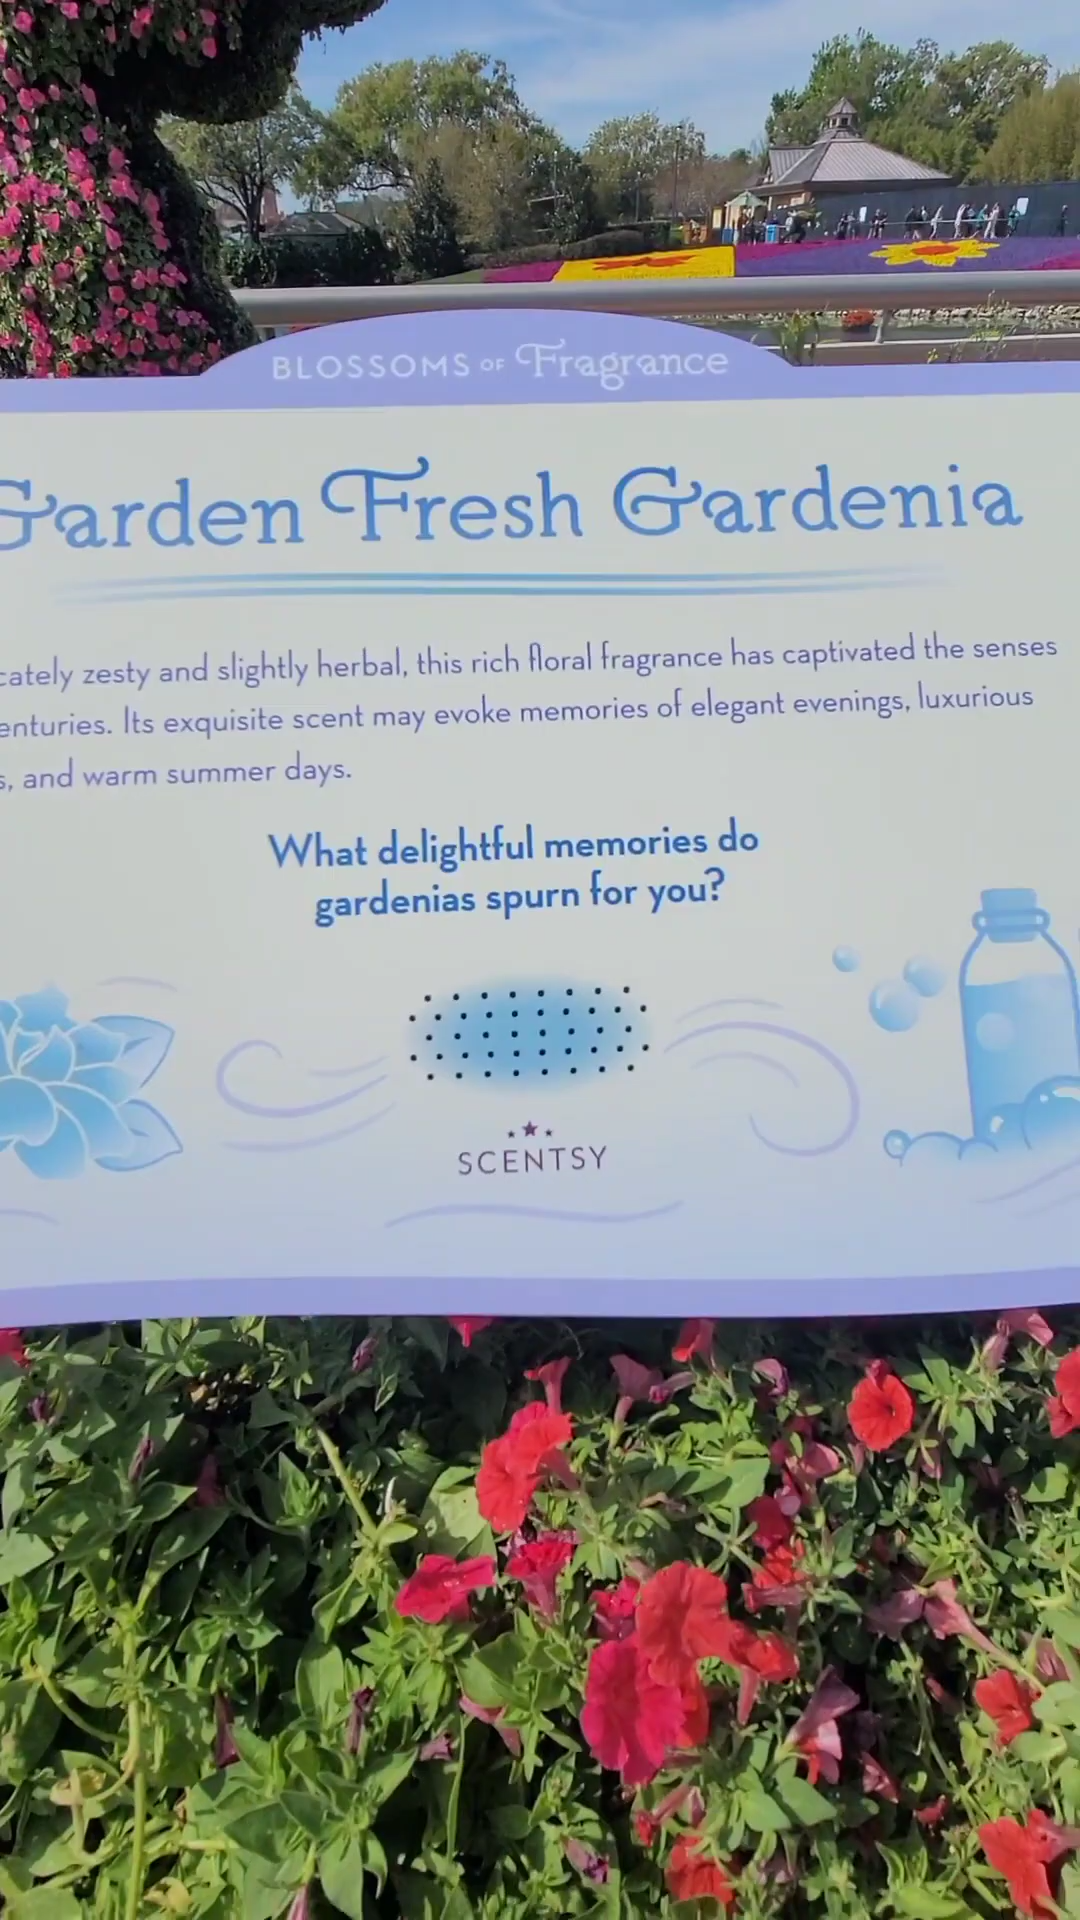 BLOSSOMS OF Fragrance
Garden Fresh Gardenia
zesty and slightly herbal, this rich floral fragrance has captivated the senses
Its exquisite scent may evoke memories of elegant evenings, luxurious
and warm summer days.
What delightful memories do
gardenias spurn for you?
SCENTSY